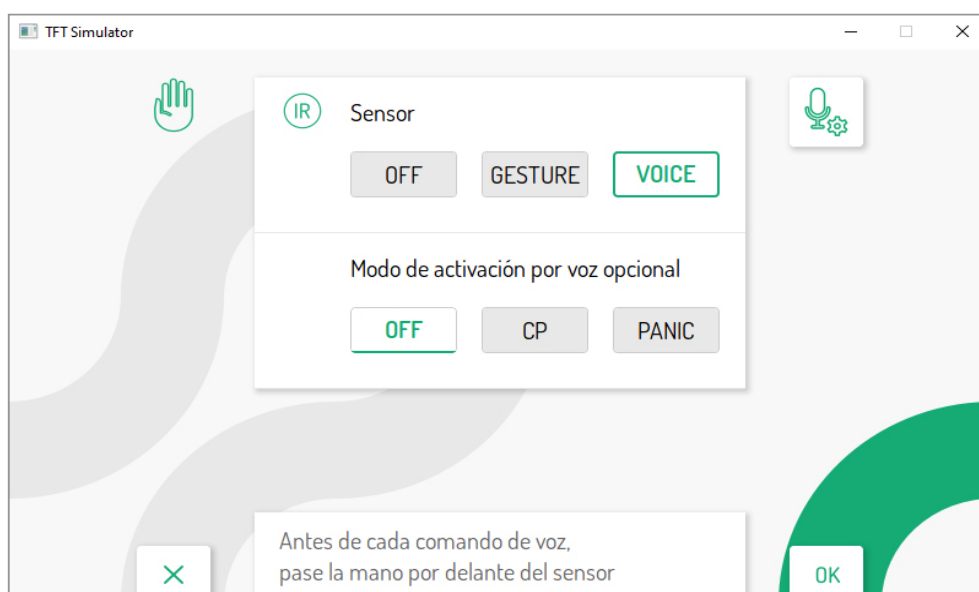 TFT Simulator
IR Sensor
OFF GESTURE VOICE
Modo de activación por voz opcional
OFF CP PANIC
Antes de cada comando de voz,
pase la mano por delante del sensor
OK